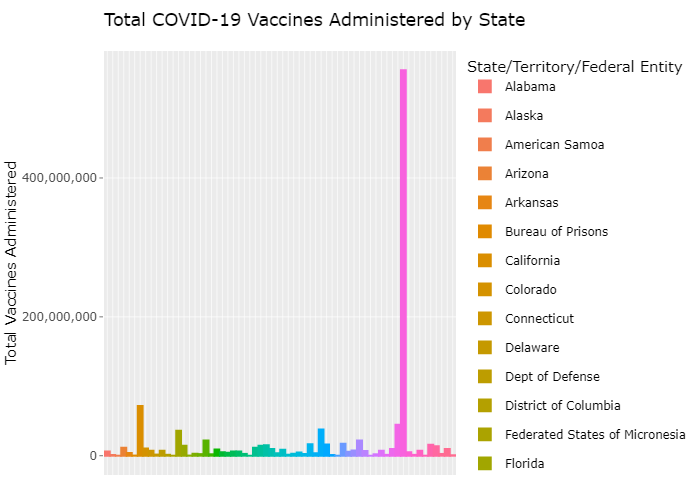 Total COVID-19 Vaccines Administered by State
Total Vaccines Administered
400,000,000
200,000,000
0
State/Territory/Federal Entity
Alabama
Alaska
American Samoa
Arizona
Arkansas
Bureau of Prisons
California
Colorado
Connecticut
Delaware
Dept of Defense
District of Columbia
Federated States of Micronesia
Florida